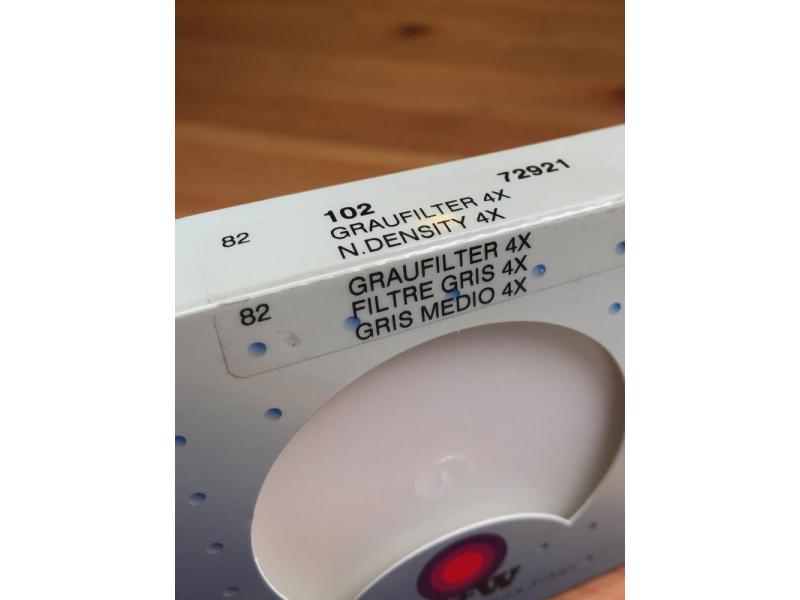 82 102 72921
GRAUFILTER 4X
N.DENSITY 4X
82 GRAUFILTER 4X
FILTRE GRIS 4X
GRIS MEDIO 4X